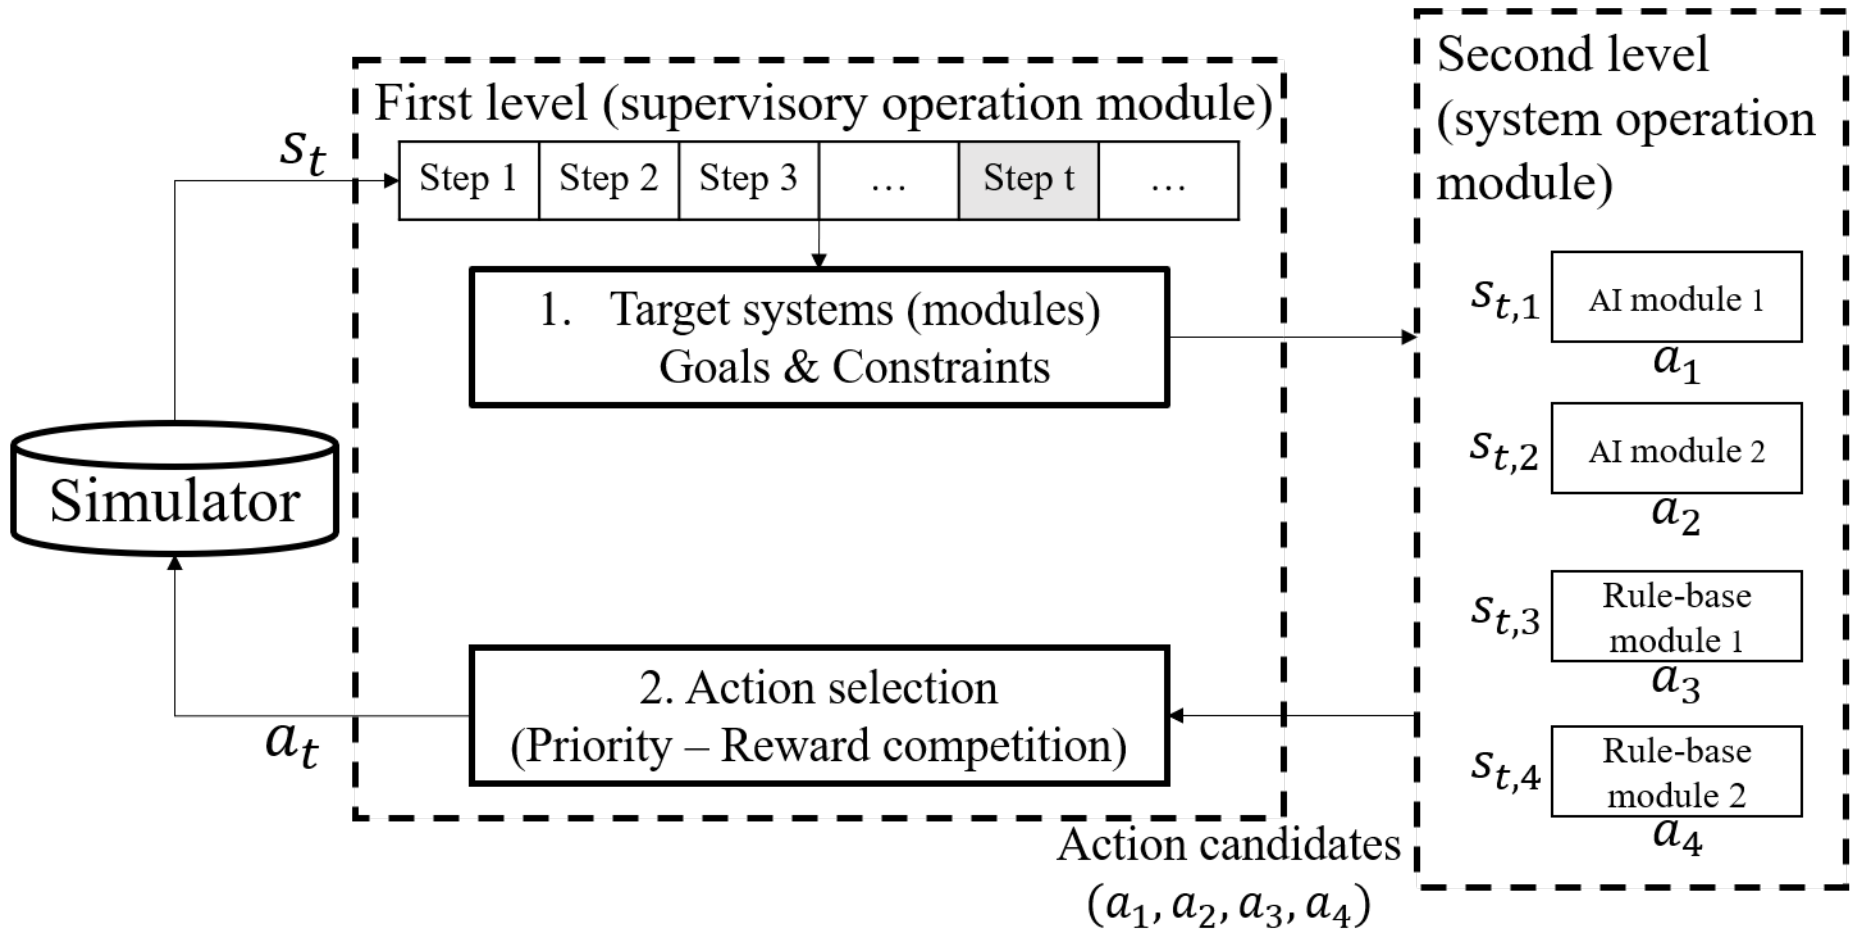 First level (supervisory operation module)
s_t
Step 1 Step 2 Step 3 … Step t …
1. Target systems (modules)
Goals & Constraints
Simulator
2. Action selection
(Priority – Reward competition)
a_t
Action candidates
(a_1, a_2, a_3, a_4)
Second level
(system operation
module)
s_{t,1}
AI module 1
a_1
s_{t,2}
AI module 2
a_2
s_{t,3}
Rule-base
module 1
a_3
s_{t,4}
Rule-base
module 2
a_4